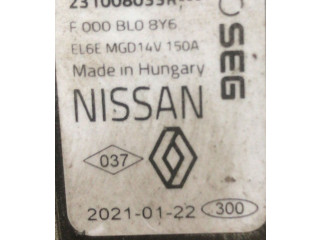 F 000 BL0 8Y6
EL6E MGD14V 150A
Made in Hungary
NISSAN
SEG
037
2021-01-22
300